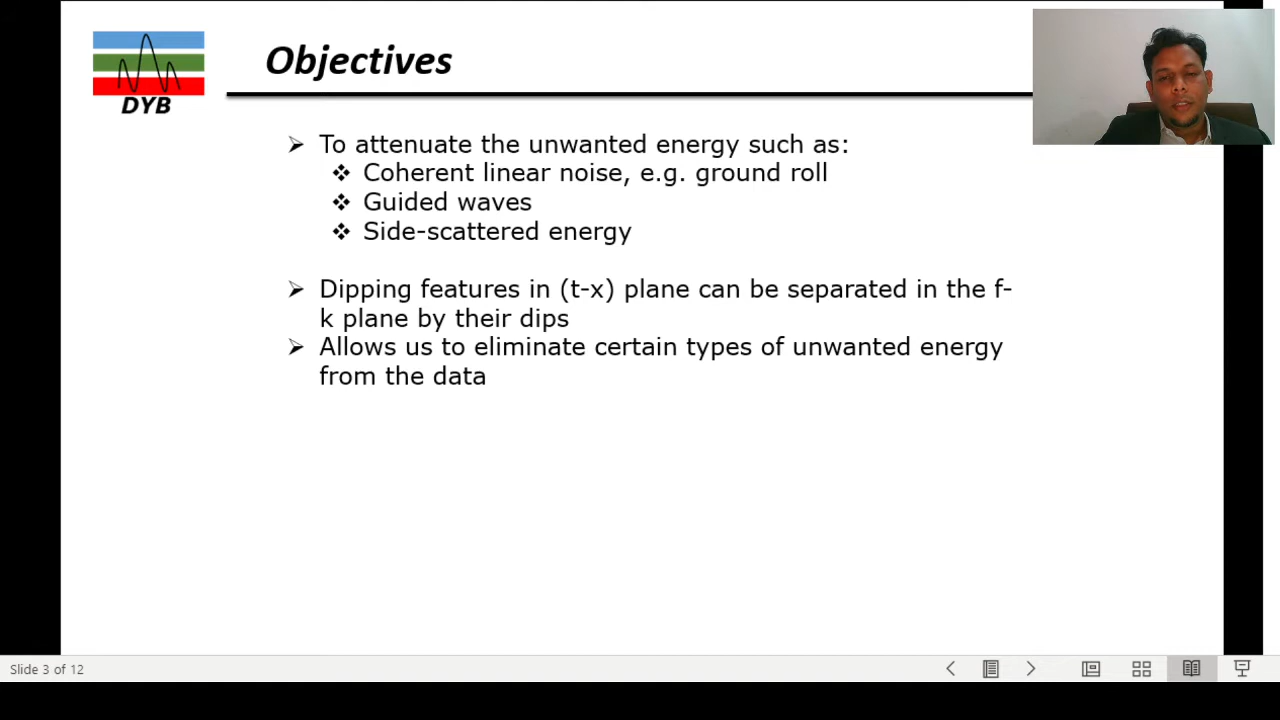 Objectives
DYB
➢ To attenuate the unwanted energy such as:
❖ Coherent linear noise, e.g. ground roll
❖ Guided waves
❖ Side-scattered energy
➢ Dipping features in (t-x) plane can be separated in the f-
k plane by their dips
➢ Allows us to eliminate certain types of unwanted energy
from the data
Slide 3 of 12